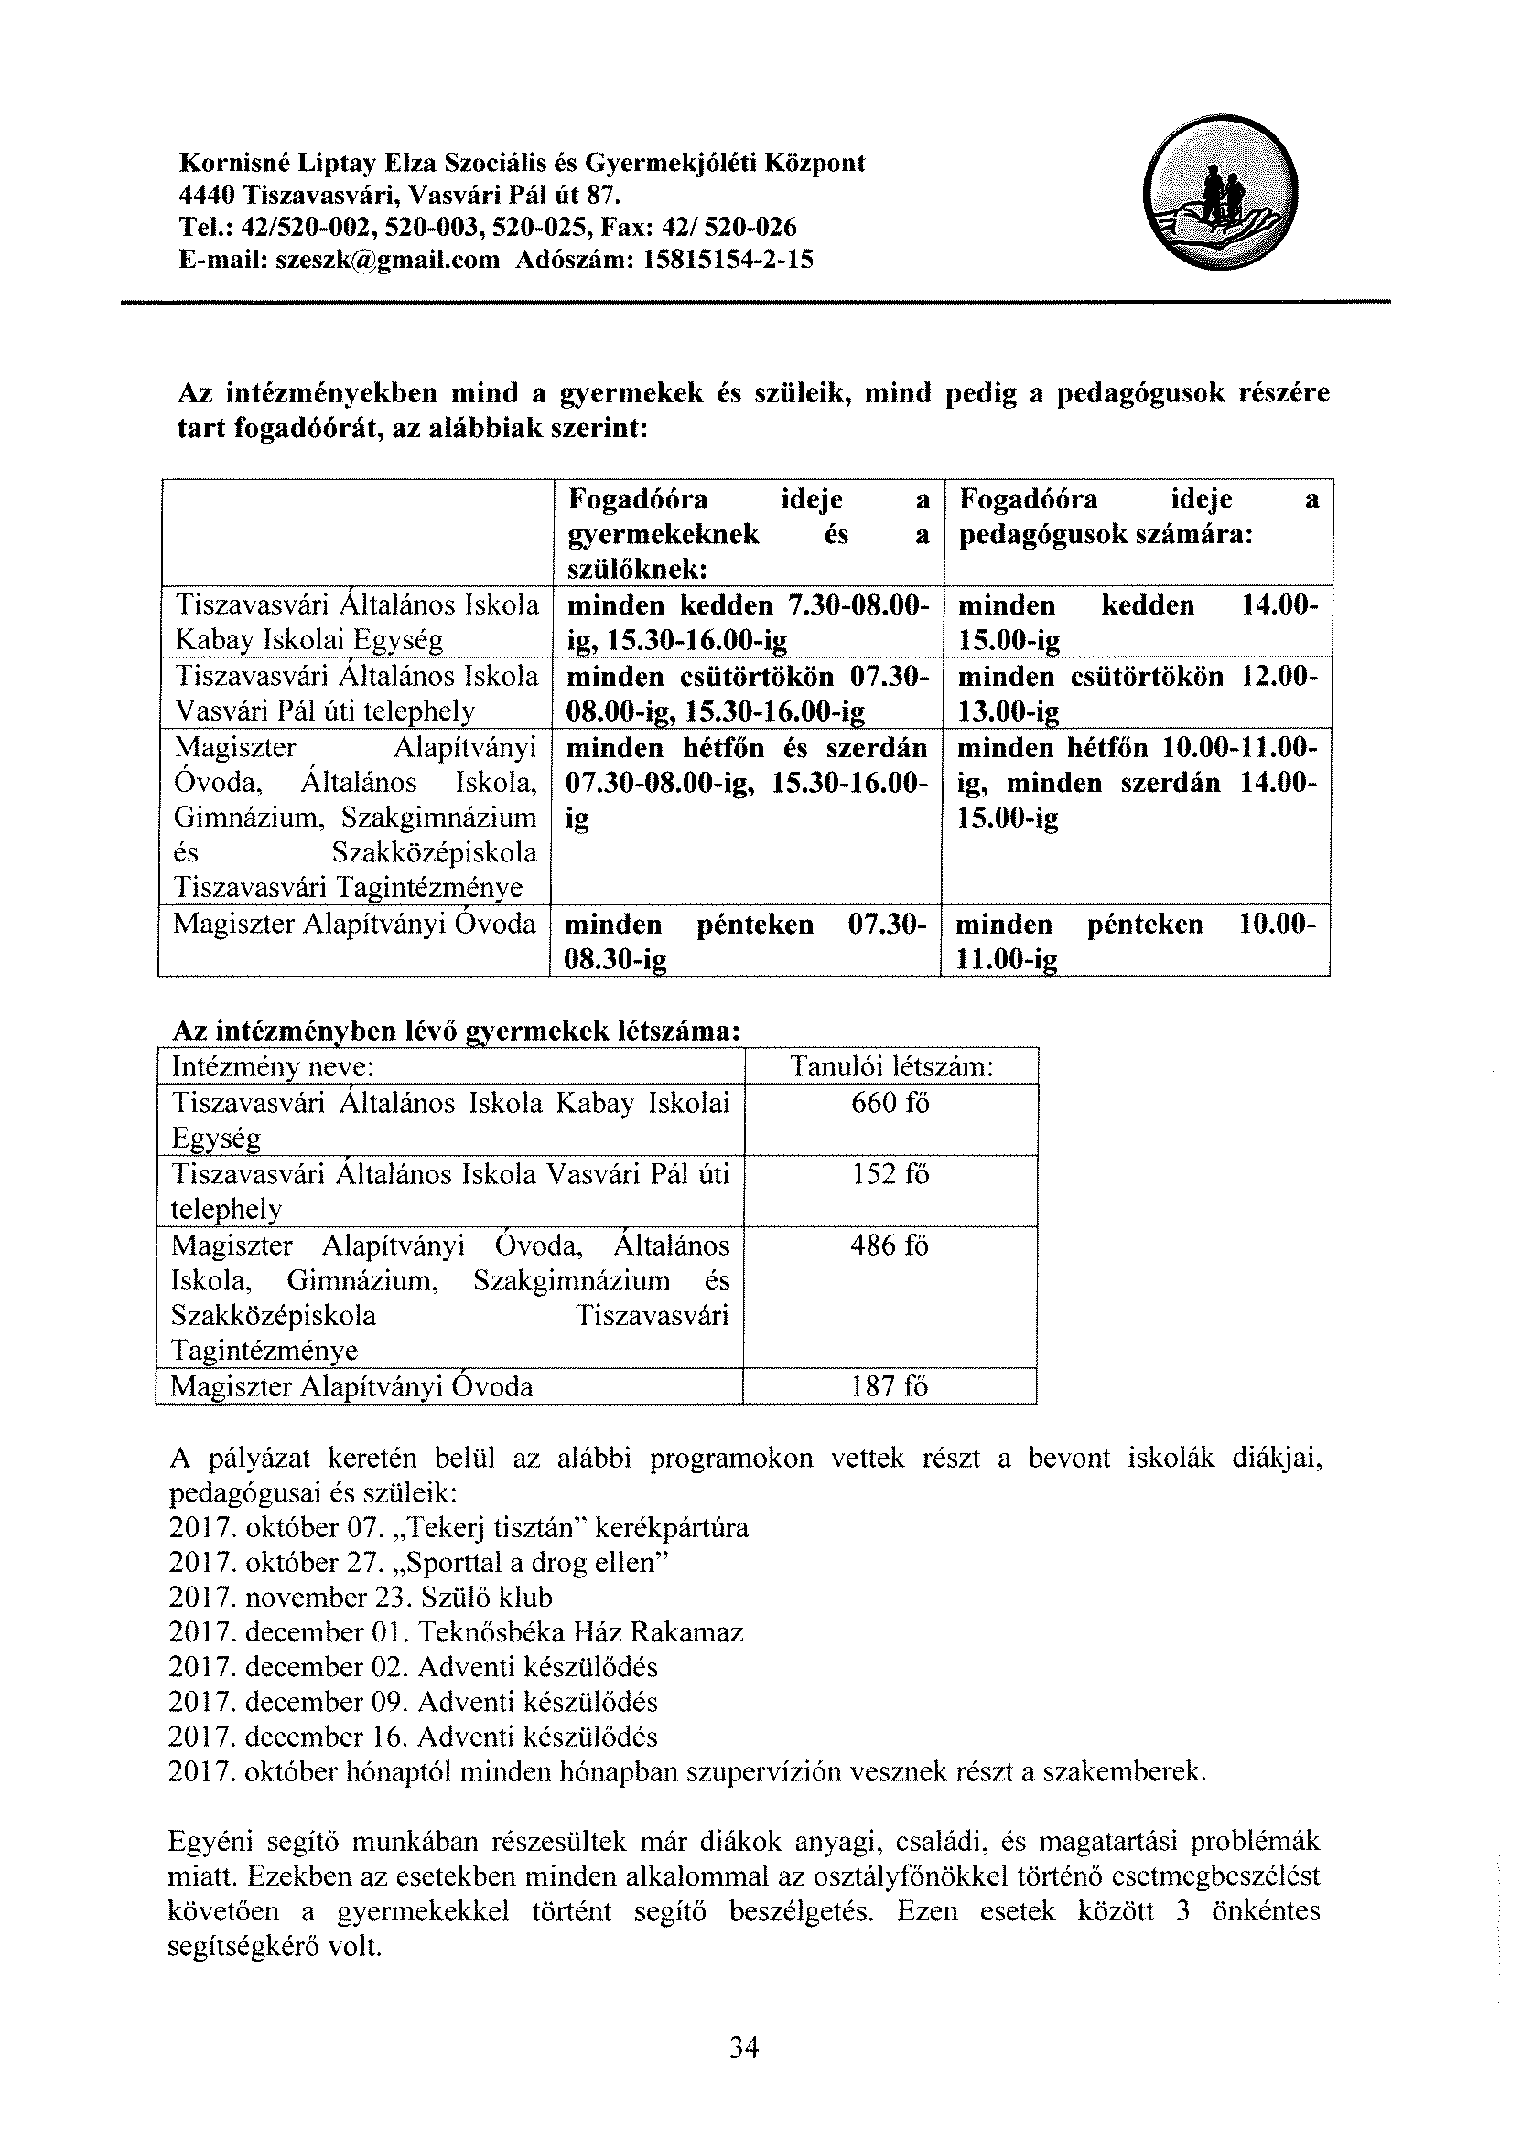 Kornisné Liptay Elza Szociális és Gyermekjóléti Központ
4440 Tiszavasvári, Vasvári Pál út 87.
Tel.: 42/520-002, 520-003, 520-025, Fax: 42/ 520-026
E-mail: szeszk@gmail.com Adószám: 15815154-2-15
Az intézményekben mind a gyermekek és szüleik, mind pedig a pedagógusok részére
tart fogadóórát, az alábbiak szerint:
Fogadóóra ideje a
gyermekeknek és a
szülőknek:
Fogadóóra ideje a
pedagógusok számára:
Tiszavasvári Általános Iskola
Kabay Iskolai Egység
minden kedden 7.30-08.00-
ig, 15.30-16.00-ig
minden kedden 14.00-
15.00-ig
Tiszavasvári Általános Iskola
Vasvári Pál úti telephely
minden csütörtökön 07.30-
08.00-ig, 15.30-16.00-ig
minden csütörtökön 12.00-
13.00-ig
Magiszter Alapítványi
Óvoda, Általános Iskola,
Gimnázium, Szakgimnázium
és Szakközépiskola
Tiszavasvári Tagintézménye
minden hétfőn és szerdán
07.30-08.00-ig, 15.30-16.00-
ig
minden hétfőn 10.00-11.00-
ig, minden szerdán 14.00-
15.00-ig
Magiszter Alapítványi Óvoda
minden pénteken 07.30-
08.30-ig
minden pénteken 10.00-
11.00-ig
Az intézményben lévő gyermekek létszáma:
Intézmény neve:
Tanulói létszám:
Tiszavasvári Általános Iskola Kabay Iskolai
Egység
660 fő
Tiszavasvári Általános Iskola Vasvári Pál úti
telephely
152 fő
Magiszter Alapítványi Óvoda, Általános
Iskola, Gimnázium, Szakgimnázium és
Szakközépiskola Tiszavasvári
Tagintézménye
486 fő
Magiszter Alapítványi Óvoda
187 fő
A pályázat keretén belül az alábbi programokon vettek részt a bevont iskolák diákjai,
pedagógusai és szüleik:
2017. október 07. „Tekerj tisztán” kerékpártúra
2017. október 27. „Sporttal a drog ellen”
2017. november 23. Szülő klub
2017. december 01. Teknősbéka Ház Rakamaz
2017. december 02. Adventi készülődés
2017. december 09. Adventi készülődés
2017. december 16. Adventi készülődés
2017. október hónaptól minden hónapban szupervízión vesznek részt a szakemberek.
Egyéni segítő munkában részesültek már diákok anyagi, családi, és magatartási problémák
miatt. Ezekben az esetekben minden alkalommal az osztályfőnökkel történő esetmegbeszélést
követően a gyermekekkel történt segítő beszélgetés. Ezen esetek között 3 önkéntes
segítségkérő volt.
34